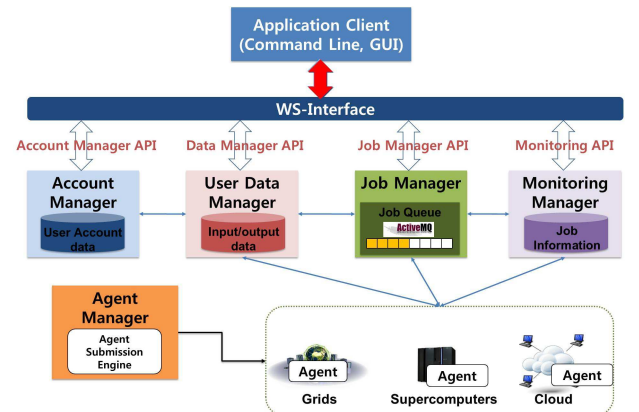 Application Client
(Command Line, GUI)
WS-Interface
Account Manager API
Data Manager API
Job Manager API
Monitoring API
Account
Manager
User Account
data
User Data
Manager
Input/output
data
Job Manager
Job Queue
ActiveMQ
Monitoring
Manager
Job
Information
Agent
Manager
Agent
Submission
Engine
Agent
Grids
Agent
Supercomputers
Agent
Cloud